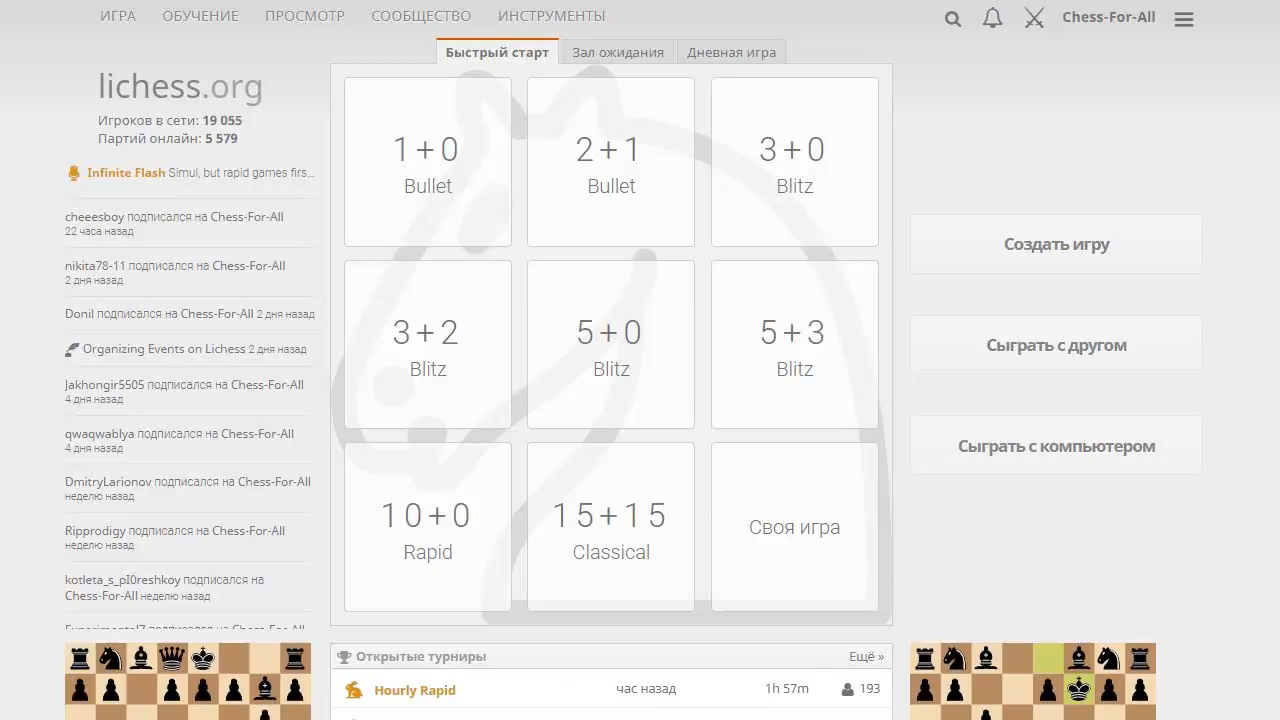 ИГРА ОБУЧЕНИЕ ПРОСМОТР СООБЩЕСТВО ИНСТРУМЕНТЫ
Chess-For-All
Быстрый старт Зал ожидания Дневная игра
lichess.org
Игроков в сети: 19 055
Партий онлайн: 5 579
Infinite Flash Simul, but rapid games firs...
cheeesboy подписался на Chess-For-All
22 часа назад
nikita78-11 подписался на Chess-For-All
2 дня назад
Donil подписался на Chess-For-All 2 дня назад
Organizing Events on Lichess 2 дня назад
Jakhongir5505 подписался на Chess-For-All
4 дня назад
qwaqwablya подписался на Chess-For-All
4 дня назад
DmitryLarionov подписался на Chess-For-All
неделю назад
Ripprodigy подписался на Chess-For-All
неделю назад
kotleta_s_pI0reshkoy подписался на
Chess-For-All неделю назад
1+0
Bullet
2+1
Bullet
3+0
Blitz
3+2
Blitz
5+0
Blitz
5+3
Blitz
10+0
Rapid
15+15
Classical
Своя игра
Создать игру
Сыграть с другом
Сыграть с компьютером
Открытые турниры Ещё »
Hourly Rapid час назад 1h 57m 193